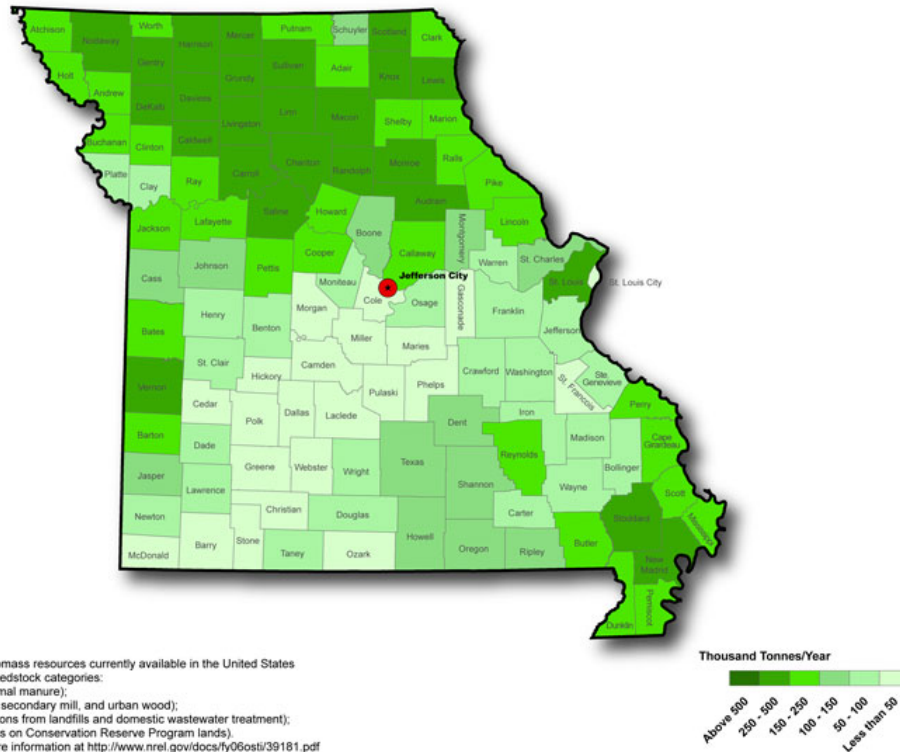 Atchison
Nodaway
Worth
Harrison
Mercer
Putnam
Schuyler
Scotland
Clark
Gentry
Sullivan
Adair
Knox
Lewis
Holt
Andrew
DeKalb
Daviess
Grundy
Linn
Macon
Shelby
Marion
Buchanan
Clinton
Caldwell
Livingston
Chariton
Randolph
Monroe
Ralls
Platte
Clay
Ray
Carroll
Pike
Audrain
Saline
Howard
Boone
Jackson
Lafayette
Cooper
Callaway
Montgomery
Lincoln
Warren
St. Charles
Cass
Johnson
Pettis
Moniteau
Jefferson City
Cole
Osage
Gasconade
Franklin
St. Louis
St. Louis City
Henry
Benton
Morgan
Miller
Maries
Jefferson
Bates
St. Clair
Hickory
Camden
Pulaski
Phelps
Crawford
Washington
St. Francois
Ste.
Genevieve
Vernon
Cedar
Polk
Dallas
Laclede
Dent
Iron
Madison
Perry
Barton
Dade
Greene
Webster
Wright
Texas
Shannon
Reynolds
Wayne
Bollinger
Cape
Girardeau
Jasper
Lawrence
Christian
Douglas
Carter
Scott
Newton
Stoddard
Mississippi
McDonald
Barry
Stone
Taney
Ozark
Howell
Oregon
Ripley
Butler
New
Madrid
Dunklin
Pemiscot
mass resources currently available in the United States
edstock categories:
mal manure);
secondary mill, and urban wood);
ons from landfills and domestic wastewater treatment);
s on Conservation Reserve Program lands).
re information at http://www.nrel.gov/docs/fy06osti/39181.pdf
Thousand Tonnes/Year
Above 500
250 - 500
150 - 250
100 - 150
50 - 100
Less than 50